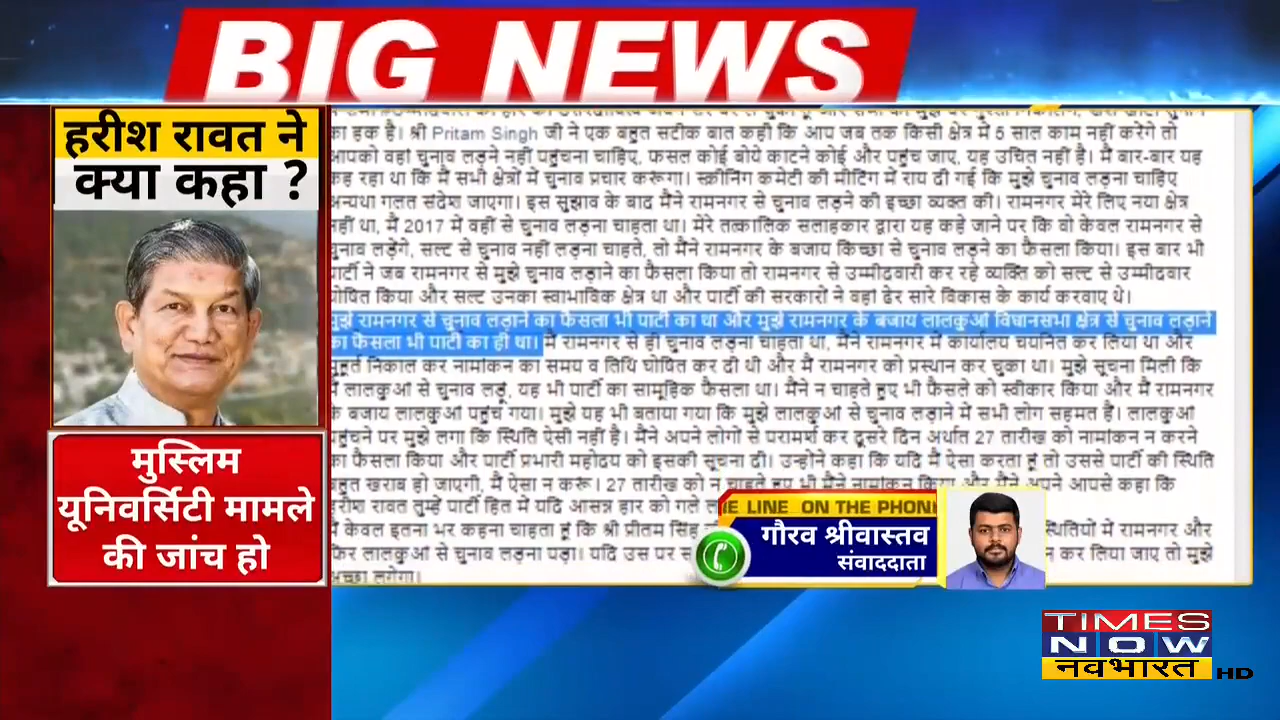 BIG NEWS
हरीश रावत ने
क्या कहा ?
मुस्लिम
यूनिवर्सिटी मामले
की जांच हो
का हक है। श्री Pritam Singh जी ने एक बहुत सटीक बात कही कि आप जब तक किसी क्षेत्र में 5 साल काम नहीं करेंगे तो
आपको वहां चुनाव लड़ने नहीं पहुंचना चाहिए, फसल कोई बोये काटने कोई और पहुंच जाए, यह उचित नहीं है। मैं बार-बार यह
कह रहा था कि मैं सभी क्षेत्रों में चुनाव प्रचार करूंगा। स्क्रीनिंग कमेटी की मीटिंग में राय दी गई कि मुझे चुनाव लड़ना चाहिए
अन्यथा गलत संदेश जाएगा। इस सुझाव के बाद मैंने रामनगर से चुनाव लड़ने की इच्छा व्यक्त की। रामनगर मेरे लिए नया क्षेत्र
नहीं था, मैं 2017 में वहीं से चुनाव लड़ना चाहता था। मेरे तत्कालिक सलाहकार द्वारा यह कहे जाने पर कि वो केवल रामनगर से
चुनाव लड़ेंगे, सल्ट से चुनाव नहीं लड़ना चाहते, तो मैंने रामनगर के बजाय किच्छा से चुनाव लड़ने का फैसला किया। इस बार भी
पार्टी ने जब रामनगर से मुझे चुनाव लड़ाने का फैसला किया तो रामनगर से उम्मीदवारी कर रहे व्यक्ति को सल्ट से उम्मीदवार
घोषित किया और सल्ट उनका स्वाभाविक क्षेत्र था और पार्टी की सरकारों ने वहां ढेर सारे विकास के कार्य करवाए थे।
मुझे रामनगर से चुनाव लड़ाने का फैसला भी पार्टी का था और मुझे रामनगर के बजाय लालकुआं विधानसभा क्षेत्र से चुनाव लड़ाने
का फैसला भी पार्टी का ही था। मैं रामनगर से ही चुनाव लड़ना चाहता था, मैंने रामनगर में कार्यालय चयनित कर लिया था और
मुहूर्त निकाल कर नामांकन का समय व तिथि घोषित कर दी थी और मैं रामनगर को प्रस्थान कर चुका था। मुझे सूचना मिली कि
मैं लालकुआं से चुनाव लडूं, यह भी पार्टी का सामूहिक फैसला था। मैंने न चाहते हुए भी फैसले को स्वीकार किया और मैं रामनगर
के बजाय लालकुआं पहुंच गया। मुझे यह भी बताया गया कि मुझे लालकुआं से चुनाव लड़ाने में सभी लोग सहमत हैं। लालकुआं
पहुंचने पर मुझे लगा कि स्थिति ऐसी नहीं है। मैंने अपने लोगों से परामर्श कर दूसरे दिन अर्थात 27 तारीख को नामांकन न करने
का फैसला किया और पार्टी प्रभारी महोदय को इसकी सूचना दी। उन्होंने कहा कि यदि मैं ऐसा करता हूं तो उससे पार्टी की स्थिति
बहुत खराब हो जाएगी, मैं ऐसा न करूं। 27 तारीख को न चाहते हुए भी मैंने नामांकन किया और मैंने अपने आपसे कहा कि
हरीश रावत तुम्हें पार्टी हित में यदि आसन्न हार को गले
मैं केवल इतना भर कहना चाहता हूं कि श्री प्रीतम सिंह स्थितियों में रामनगर और
फिर लालकुआं से चुनाव लड़ना पड़ा। यदि उस पर कर लिया जाए तो मुझे
अच्छा लगेगा।
LINE ON THE PHONE
गौरव श्रीवास्तव
संवाददाता
TIMES
NOW
नवभारत HD